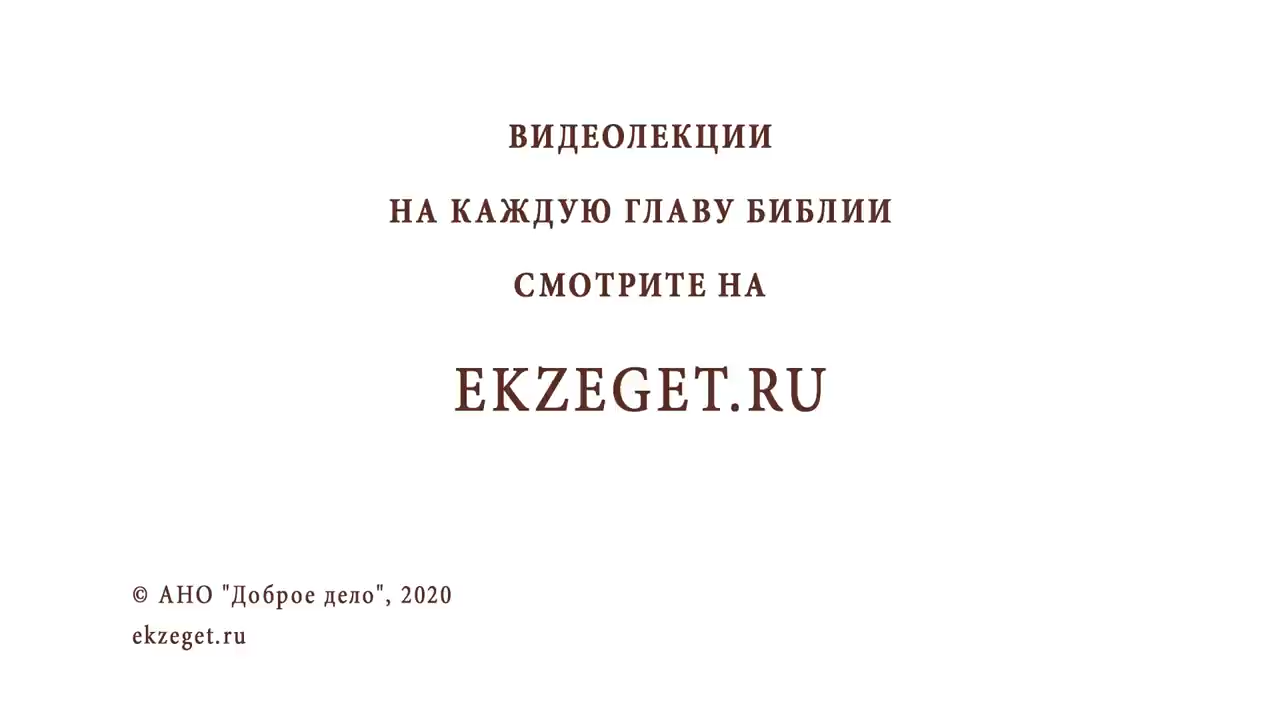 ВИДЕОЛЕКЦИИ
НА КАЖДУЮ ГЛАВУ БИБЛИИ
СМОТРИТЕ НА
EKZEGET.RU
© АНО "Доброе дело", 2020
ekzeget.ru